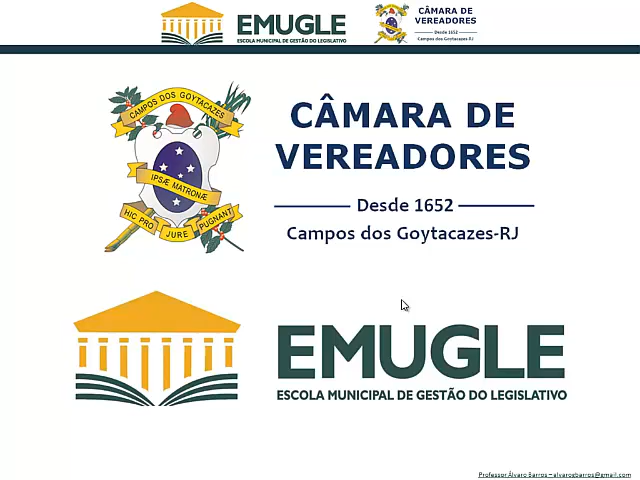 EMUGLE
ESCOLA MUNICIPAL DE GESTÃO DO LEGISLATIVO
CÂMARA DE
VEREADORES
Desde 1652
Campos dos Goytacazes-RJ
CAMPOS DOS GOYTACAZES
IPSÆ MATRONÆ
HIC PRO JURE PUGNANT
CÂMARA DE
VEREADORES
Desde 1652
Campos dos Goytacazes-RJ
EMUGLE
ESCOLA MUNICIPAL DE GESTÃO DO LEGISLATIVO
Professor Álvaro Barros – alvarogbarros@gmail.com